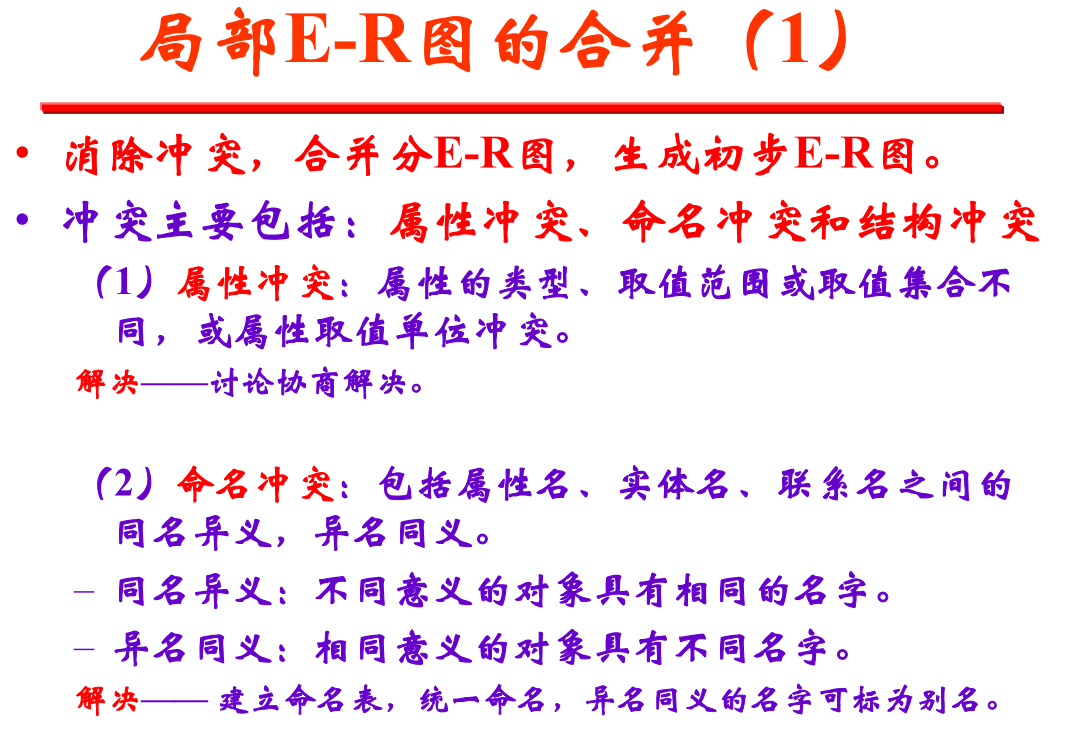 局部E-R图的合并（1）
• 消除冲突，合并分E-R图，生成初步E-R图。
• 冲突主要包括：属性冲突、命名冲突和结构冲突
（1）属性冲突：属性的类型、取值范围或取值集合不
同，或属性取值单位冲突。
解决——讨论协商解决。
（2）命名冲突：包括属性名、实体名、联系名之间的
同名异义，异名同义。
– 同名异义：不同意义的对象具有相同的名字。
– 异名同义：相同意义的对象具有不同名字。
解决—— 建立命名表，统一命名，异名同义的名字可标为别名。